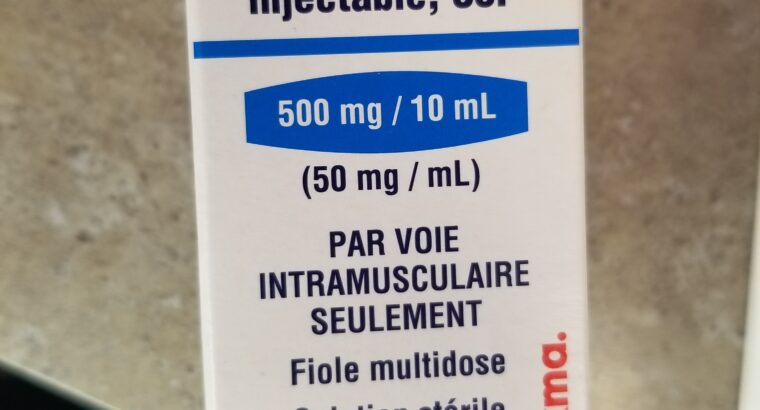 500 mg / 10 mL
(50 mg / mL)
PAR VOIE
INTRAMUSCULAIRE
SEULEMENT
Fiole multidose